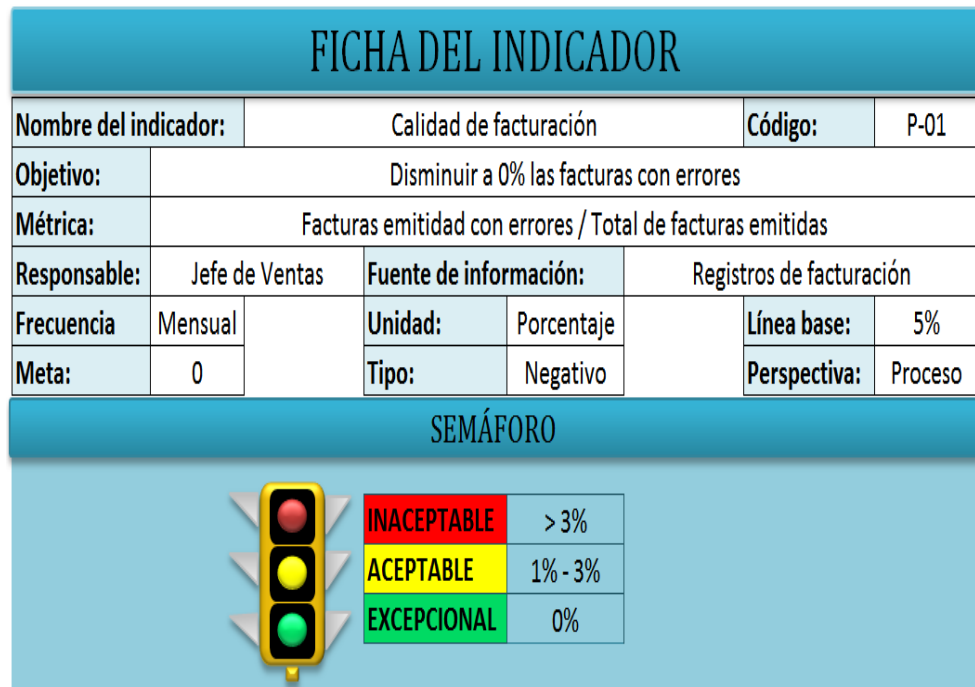 FICHA DEL INDICADOR
Nombre del indicador: Calidad de facturación Código: P-01
Objetivo: Disminuir a 0% las facturas con errores
Métrica: Facturas emitidad con errores / Total de facturas emitidas
Responsable: Jefe de Ventas Fuente de información: Registros de facturación
Frecuencia Mensual Unidad: Porcentaje Línea base: 5%
Meta: 0 Tipo: Negativo Perspectiva: Proceso
SEMÁFORO
INACEPTABLE > 3%
ACEPTABLE 1% - 3%
EXCEPCIONAL 0%